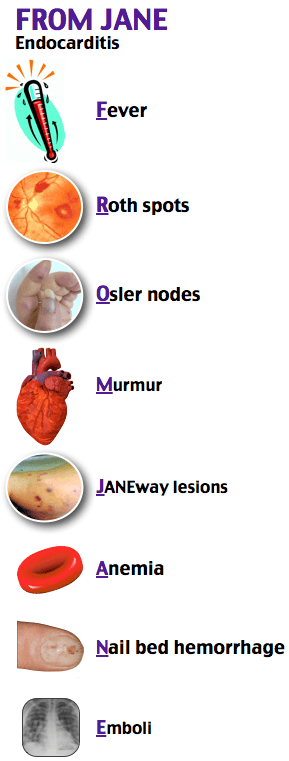 FROM JANE
Endocarditis
Fever
Roth spots
Osler nodes
Murmur
JANEway lesions
Anemia
Nail bed hemorrhage
Emboli